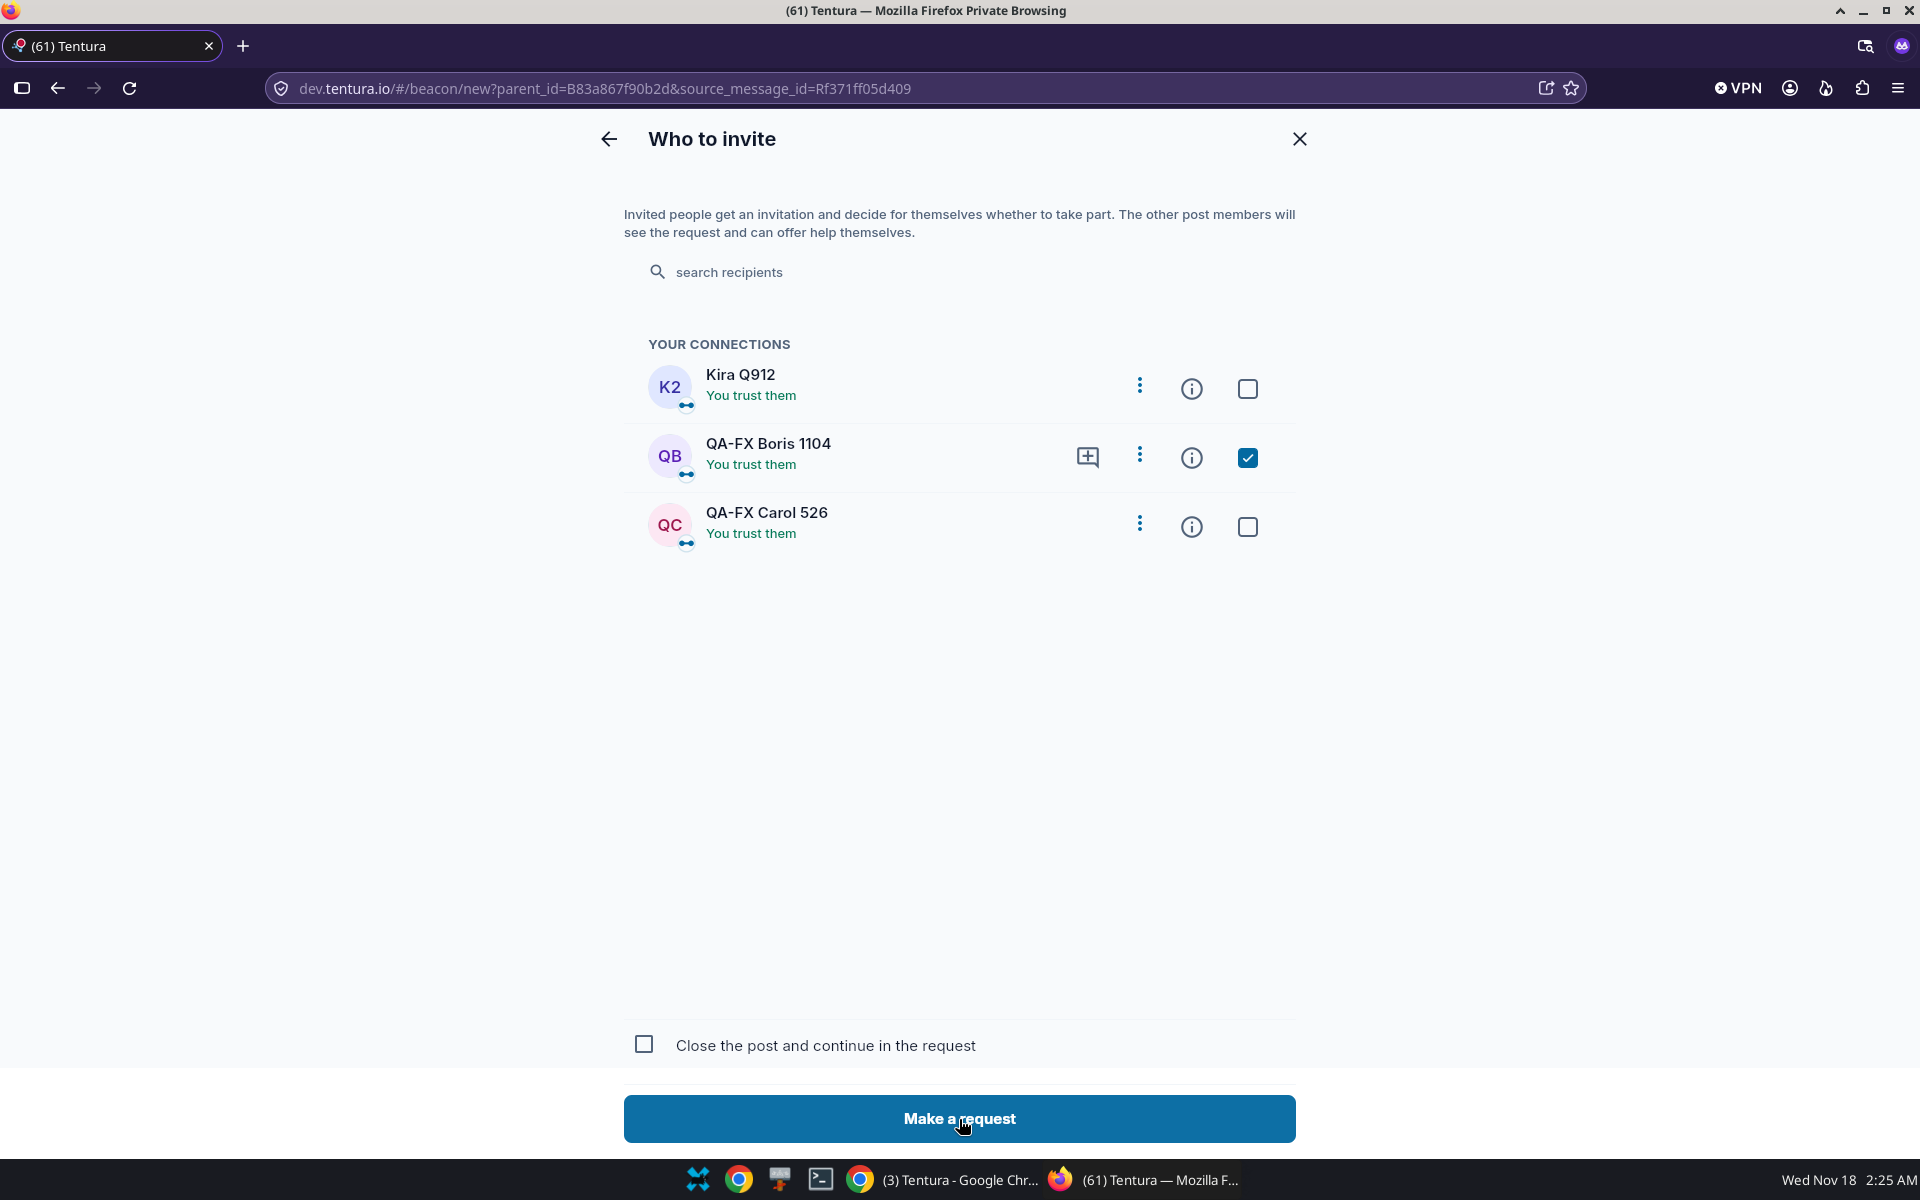 (61) Tentura — Mozilla Firefox Private Browsing
(61) Tentura
dev.tentura.io/#/beacon/new?parent_id=B83a867f90b2d&source_message_id=Rf371ff05d409
VPN
Who to invite
Invited people get an invitation and decide for themselves whether to take part. The other post members will
see the request and can offer help themselves.
search recipients
YOUR CONNECTIONS
K2
Kira Q912
You trust them
QB
QA-FX Boris 1104
You trust them
QC
QA-FX Carol 526
You trust them
Close the post and continue in the request
Make a request
(3) Tentura - Google Chr...
(61) Tentura — Mozilla F...
Wed Nov 18 2:25 AM